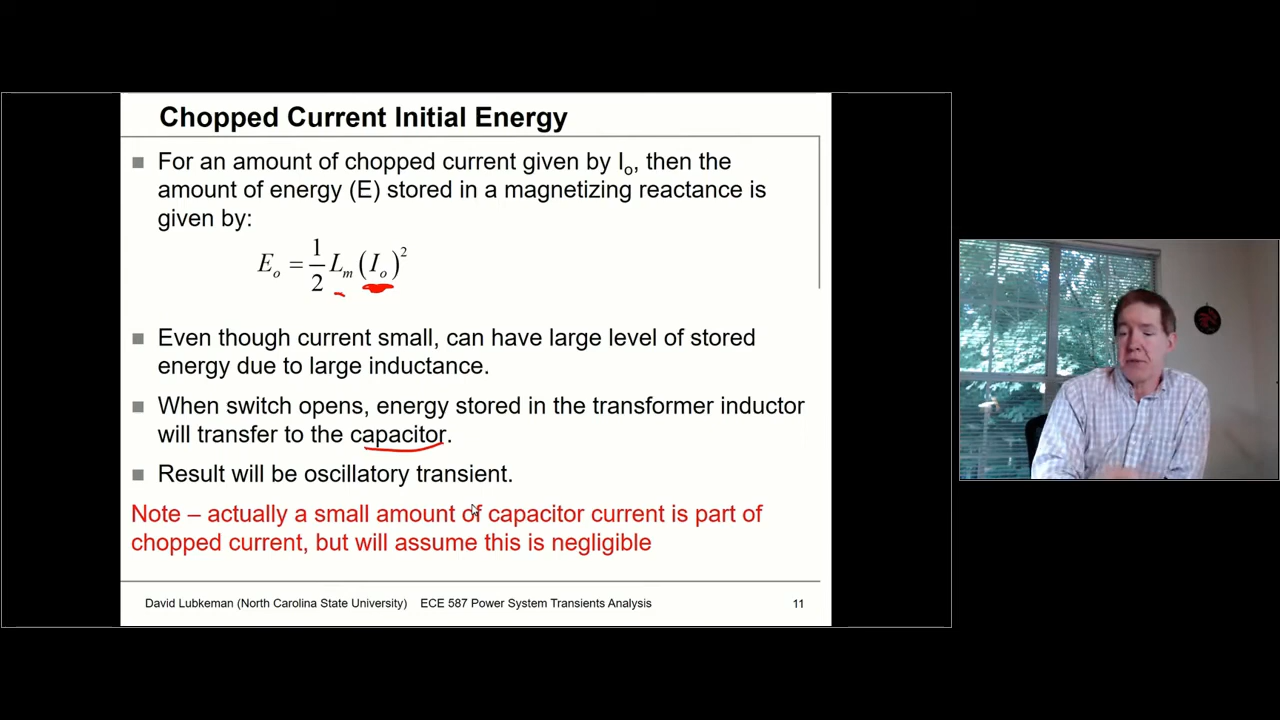 Chopped Current Initial Energy
■ For an amount of chopped current given by Iₒ, then the
amount of energy (E) stored in a magnetizing reactance is
given by:
Eₒ = 1/2 Lₘ (Iₒ)²
■ Even though current small, can have large level of stored
energy due to large inductance.
■ When switch opens, energy stored in the transformer inductor
will transfer to the capacitor.
■ Result will be oscillatory transient.
Note – actually a small amount of capacitor current is part of
chopped current, but will assume this is negligible
David Lubkeman (North Carolina State University) ECE 587 Power System Transients Analysis 11